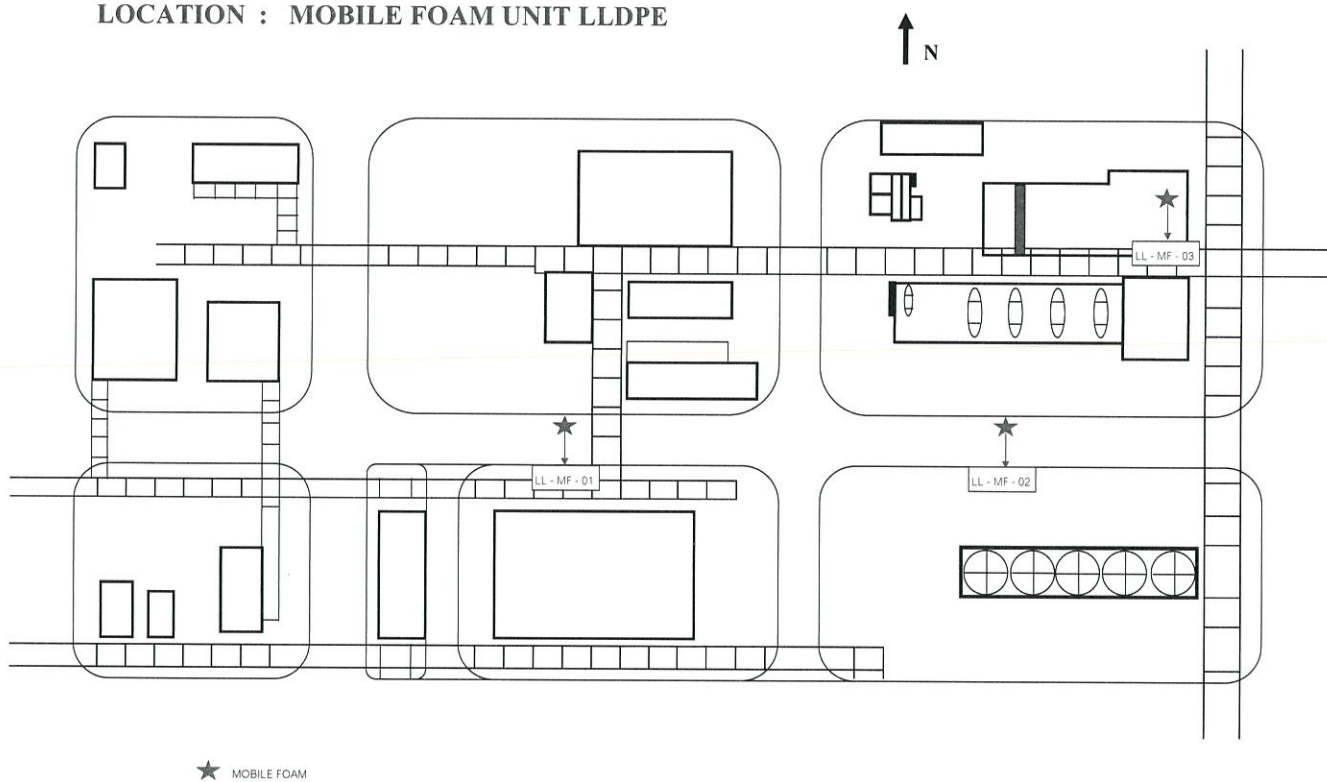 LOCATION : MOBILE FOAM UNIT LLDPE
N
LL - MF - 03
LL - MF - 01
LL - MF - 02
MOBILE FOAM